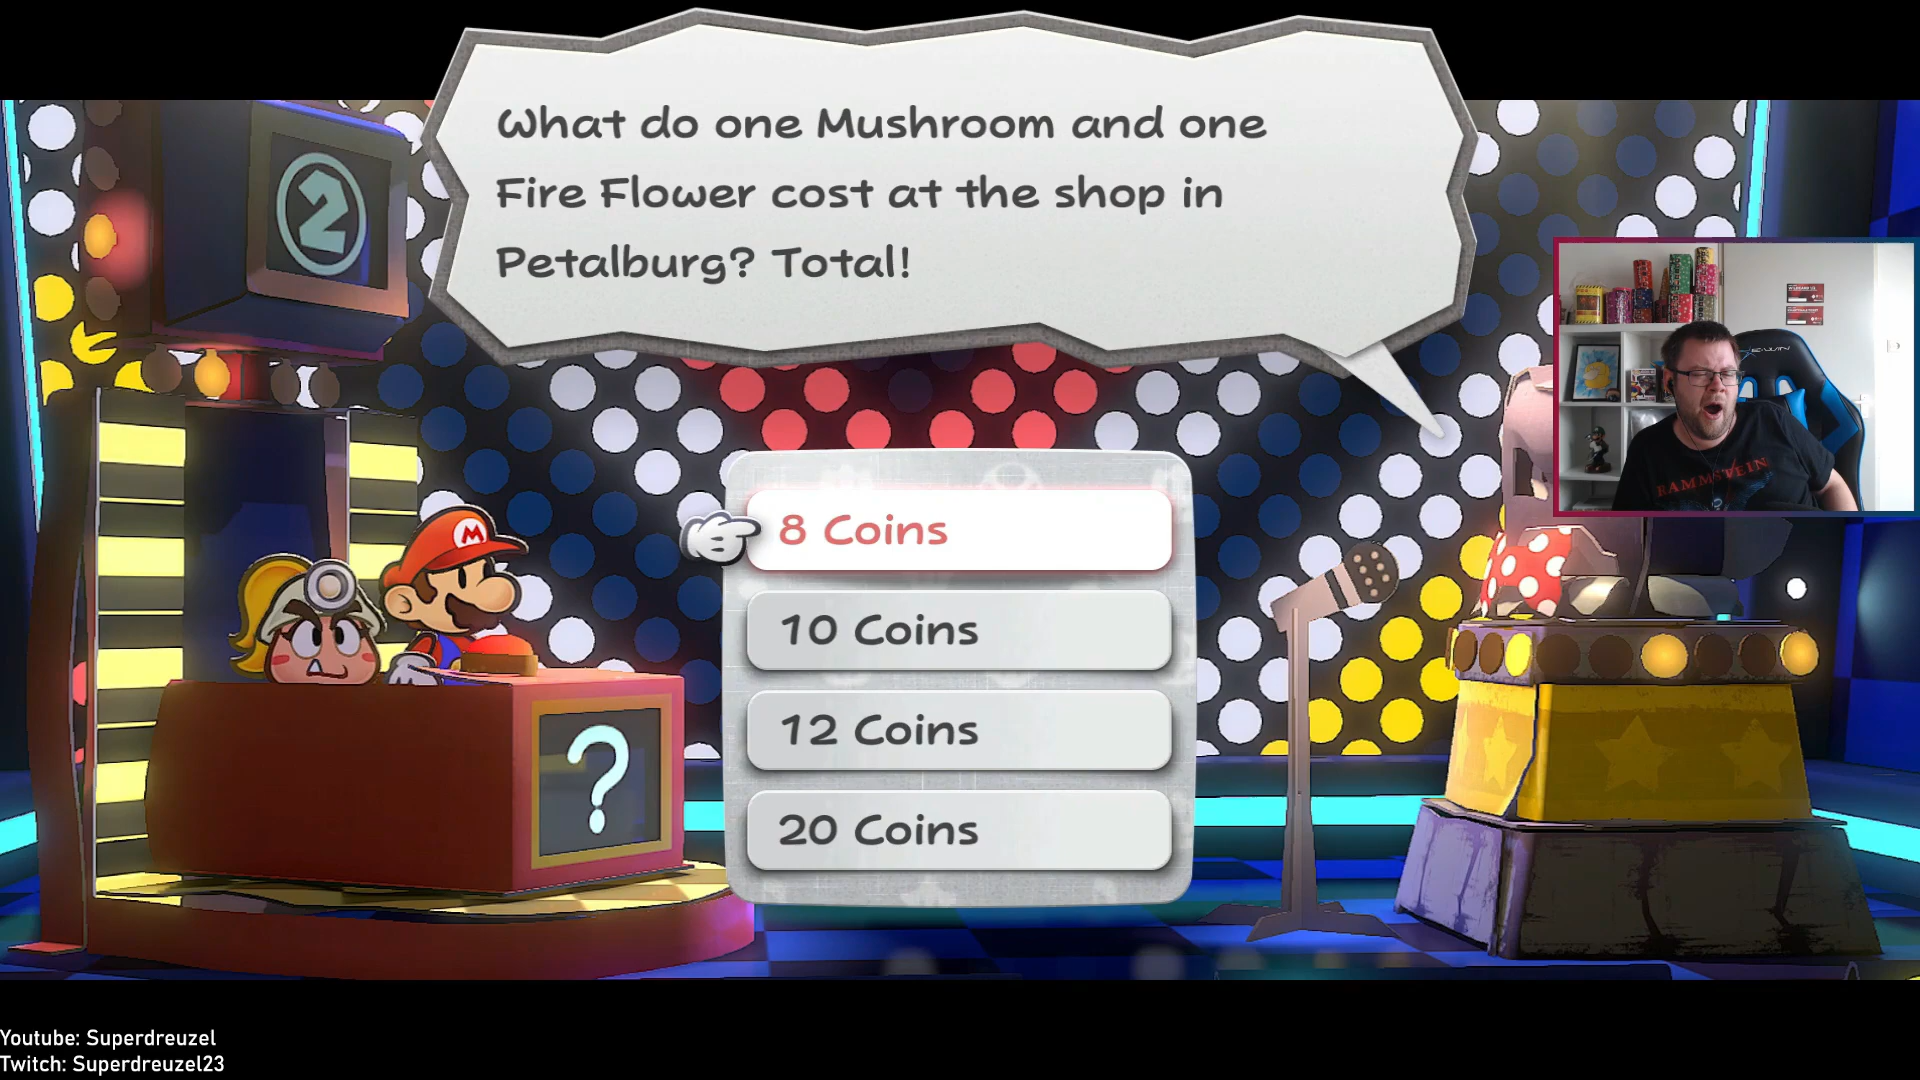 What do one Mushroom and one
Fire Flower cost at the shop in
Petalburg? Total!
2
8 Coins
10 Coins
12 Coins
20 Coins
?
M
RAMMSTEIN
Youtube: Superdreuzel
Twitch: Superdreuzel23